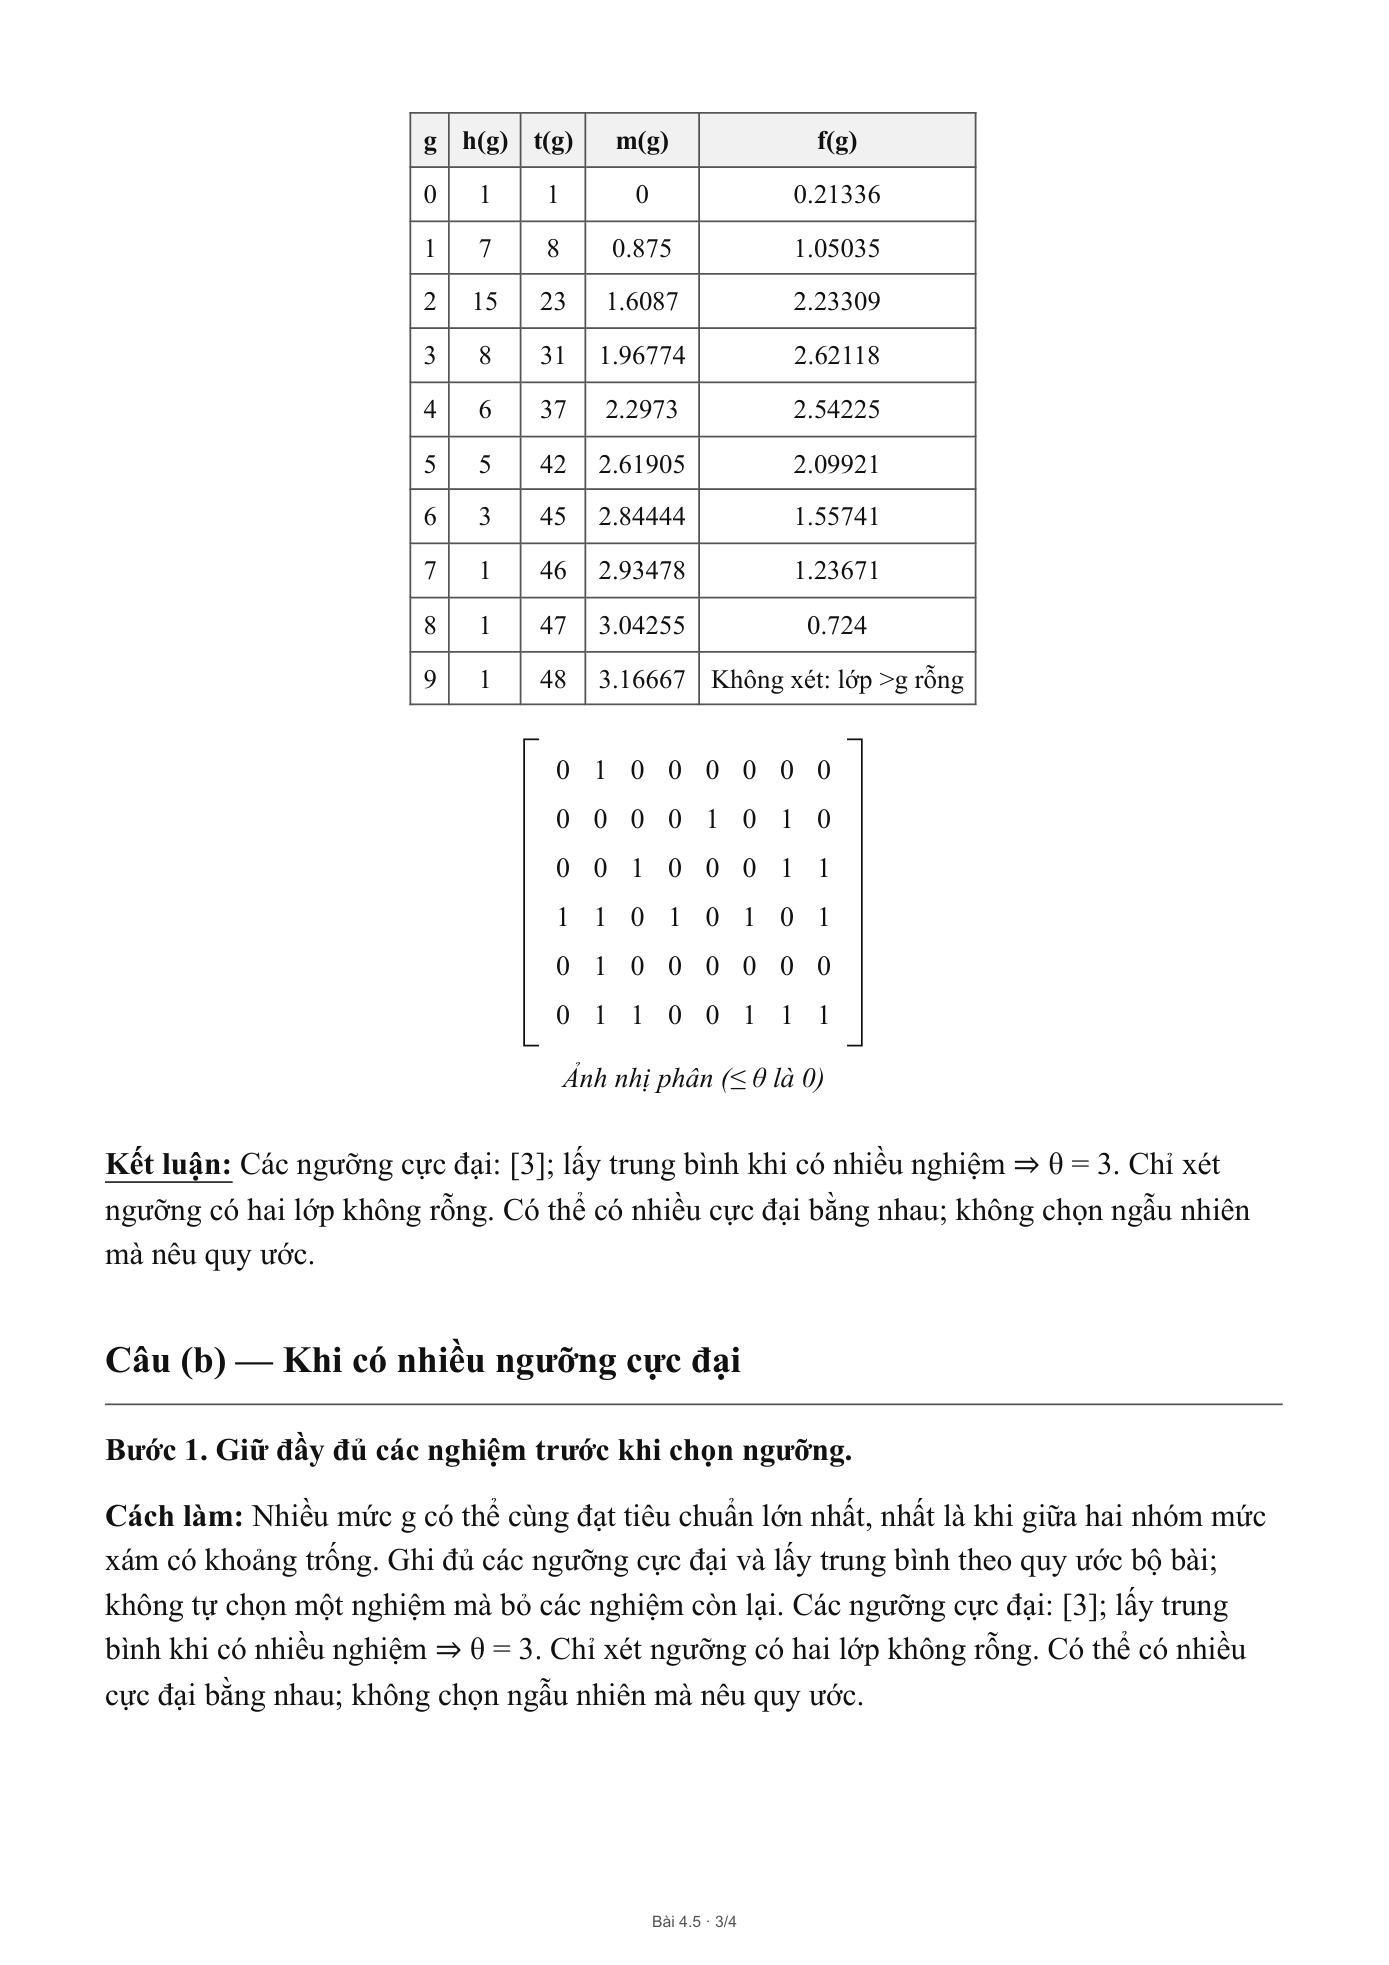 g h(g) t(g) m(g) f(g)
0 1 1 0 0.21336
1 7 8 0.875 1.05035
2 15 23 1.6087 2.23309
3 8 31 1.96774 2.62118
4 6 37 2.2973 2.54225
5 5 42 2.61905 2.09921
6 3 45 2.84444 1.55741
7 1 46 2.93478 1.23671
8 1 47 3.04255 0.724
9 1 48 3.16667 Không xét: lớp >g rỗng
0 1 0 0 0 0 0 0
0 0 0 0 1 0 1 0
0 0 1 0 0 0 1 1
1 1 0 1 0 1 0 1
0 1 0 0 0 0 0 0
0 1 1 0 0 1 1 1
Ảnh nhị phân (≤ θ là 0)
Kết luận: Các ngưỡng cực đại: [3]; lấy trung bình khi có nhiều nghiệm ⇒ θ = 3. Chỉ xét
ngưỡng có hai lớp không rỗng. Có thể có nhiều cực đại bằng nhau; không chọn ngẫu nhiên
mà nêu quy ước.
Câu (b) — Khi có nhiều ngưỡng cực đại
Bước 1. Giữ đầy đủ các nghiệm trước khi chọn ngưỡng.
Cách làm: Nhiều mức g có thể cùng đạt tiêu chuẩn lớn nhất, nhất là khi giữa hai nhóm mức
xám có khoảng trống. Ghi đủ các ngưỡng cực đại và lấy trung bình theo quy ước bộ bài;
không tự chọn một nghiệm mà bỏ các nghiệm còn lại. Các ngưỡng cực đại: [3]; lấy trung
bình khi có nhiều nghiệm ⇒ θ = 3. Chỉ xét ngưỡng có hai lớp không rỗng. Có thể có nhiều
cực đại bằng nhau; không chọn ngẫu nhiên mà nêu quy ước.
Bài 4.5 · 3/4